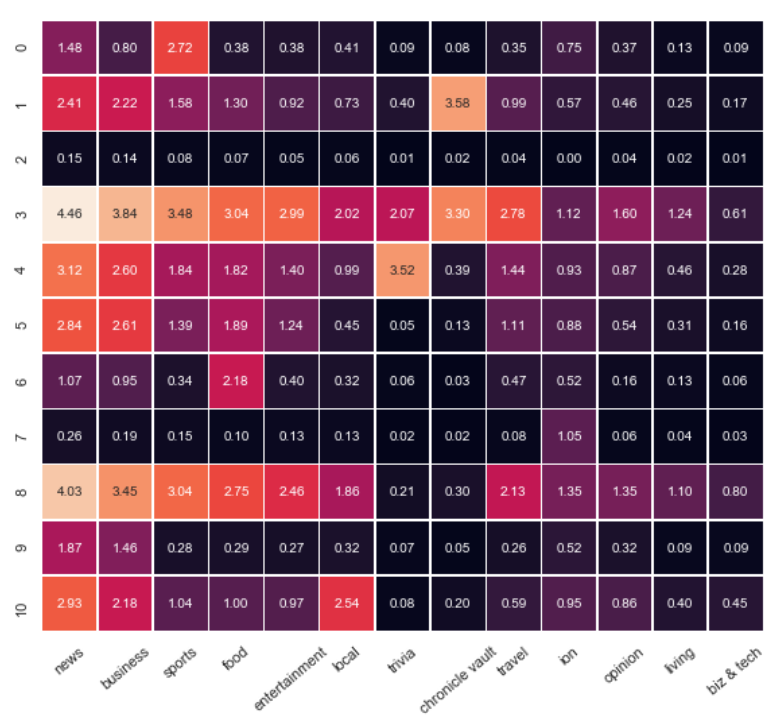 0 1.48 0.80 2.72 0.38 0.38 0.41 0.09 0.08 0.35 0.75 0.37 0.13 0.09
1 2.41 2.22 1.58 1.30 0.92 0.73 0.40 3.58 0.99 0.57 0.46 0.25 0.17
2 0.15 0.14 0.08 0.07 0.05 0.06 0.01 0.02 0.04 0.00 0.04 0.02 0.01
3 4.46 3.84 3.48 3.04 2.99 2.02 2.07 3.30 2.78 1.12 1.60 1.24 0.61
4 3.12 2.60 1.84 1.82 1.40 0.99 3.52 0.39 1.44 0.93 0.87 0.46 0.28
5 2.84 2.61 1.39 1.89 1.24 0.45 0.05 0.13 1.11 0.88 0.54 0.31 0.16
6 1.07 0.95 0.34 2.18 0.40 0.32 0.06 0.03 0.47 0.52 0.16 0.13 0.06
7 0.26 0.19 0.15 0.10 0.13 0.13 0.02 0.02 0.08 1.05 0.06 0.04 0.03
8 4.03 3.45 3.04 2.75 2.46 1.86 0.21 0.30 2.13 1.35 1.35 1.10 0.80
9 1.87 1.46 0.28 0.29 0.27 0.32 0.07 0.05 0.26 0.52 0.32 0.09 0.09
10 2.93 2.18 1.04 1.00 0.97 2.54 0.08 0.20 0.59 0.95 0.86 0.40 0.45
news business sports food entertainment local trivia chronicle vault travel ion opinion living biz & tech